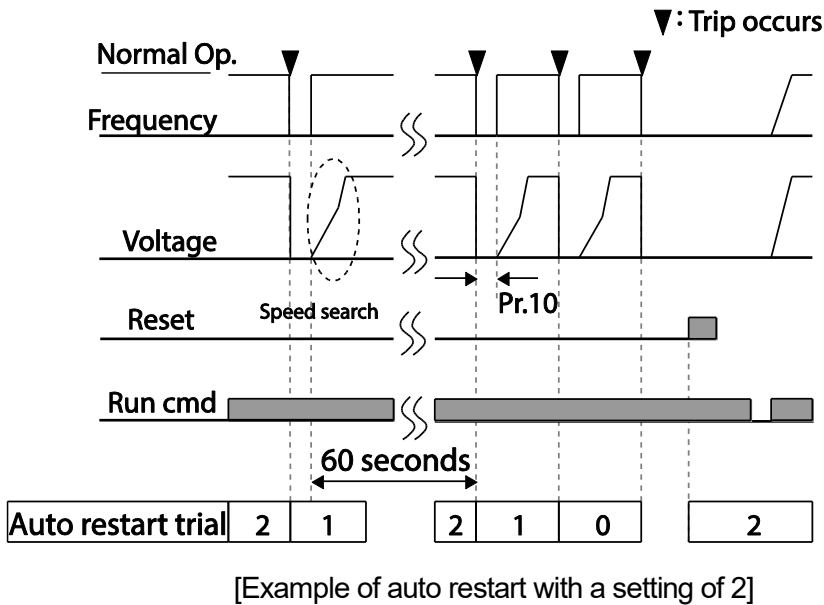 ▼: Trip occurs
Normal Op.
Frequency
Voltage
Pr.10
Reset
Speed search
Run cmd
60 seconds
Auto restart trial 2 1 2 1 0 2
[Example of auto restart with a setting of 2]